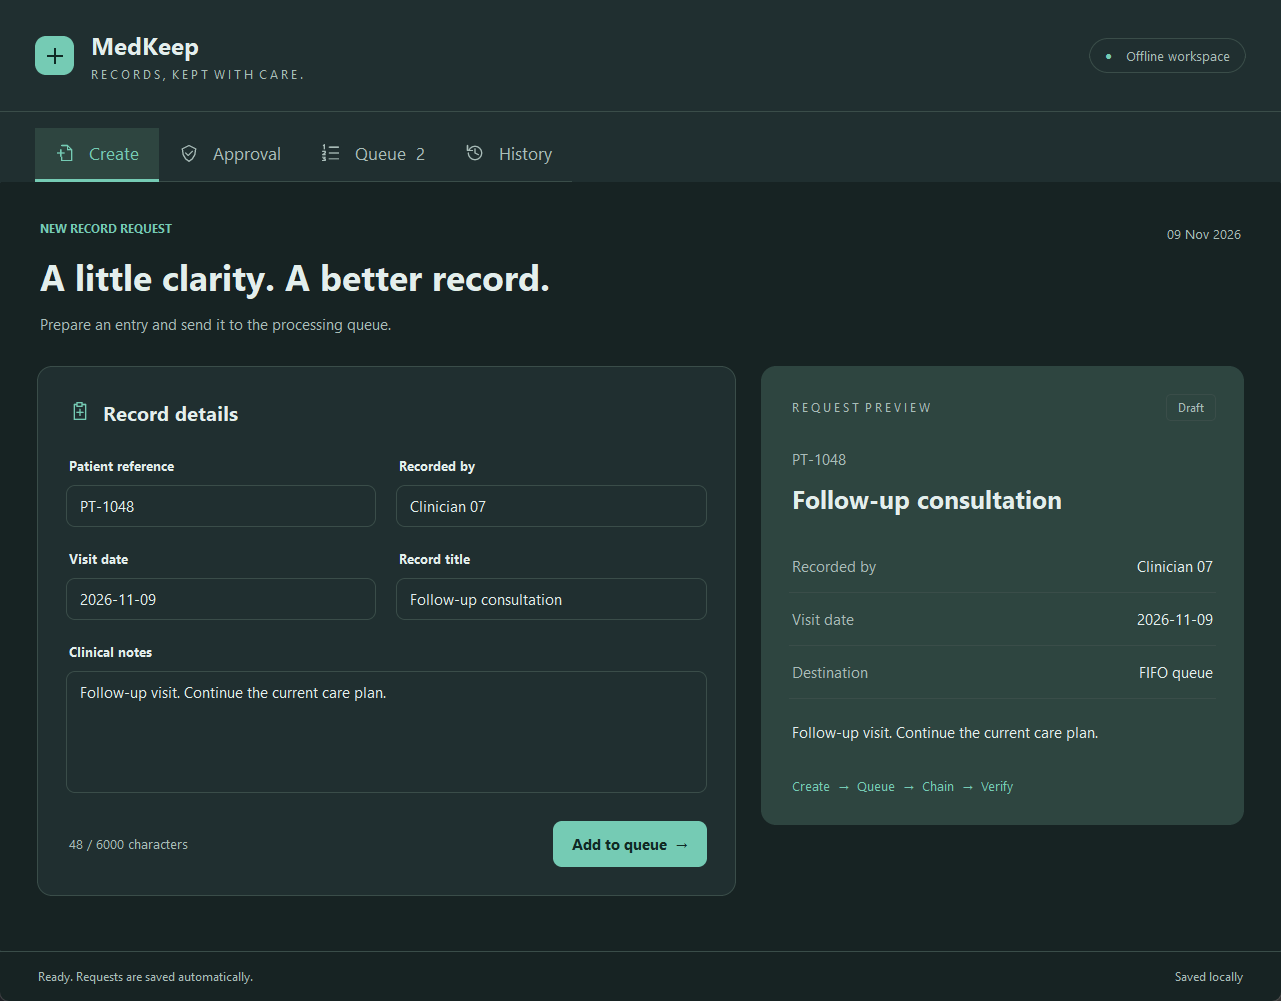 MedKeep
RECORDS, KEPT WITH CARE.
Offline workspace
Create
Approval
Queue 2
History
NEW RECORD REQUEST
09 Nov 2026
A little clarity. A better record.
Prepare an entry and send it to the processing queue.
Record details
Patient reference
Recorded by
PT-1048
Clinician 07
Visit date
Record title
2026-11-09
Follow-up consultation
Clinical notes
Follow-up visit. Continue the current care plan.
48 / 6000 characters
Add to queue →
REQUEST PREVIEW
Draft
PT-1048
Follow-up consultation
Recorded by
Clinician 07
Visit date
2026-11-09
Destination
FIFO queue
Follow-up visit. Continue the current care plan.
Create → Queue → Chain → Verify
Ready. Requests are saved automatically.
Saved locally